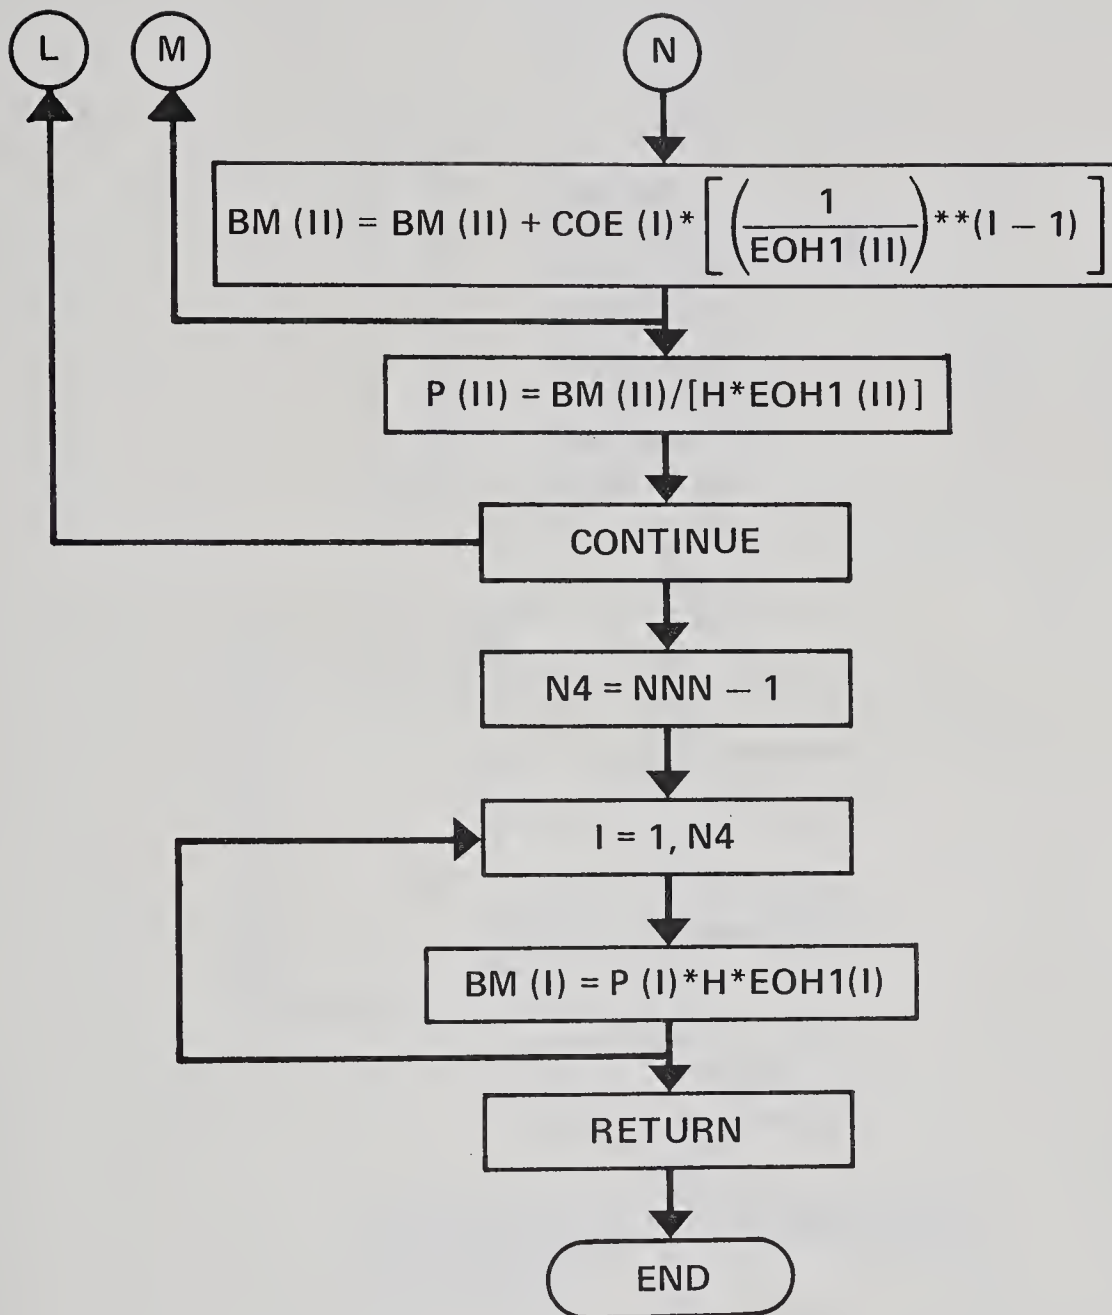 L M N
BM (II) = BM (II) + COE (I)* [ ( 1 / EOH1 (II) ) **(I – 1) ]
P (II) = BM (II)/[H*EOH1 (II)]
CONTINUE
N4 = NNN – 1
I = 1, N4
BM (I) = P (I)*H*EOH1(I)
RETURN
END